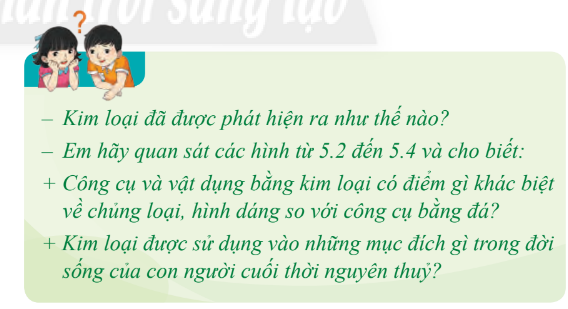 ?
– Kim loại đã được phát hiện ra như thế nào?
– Em hãy quan sát các hình từ 5.2 đến 5.4 và cho biết:
+ Công cụ và vật dụng bằng kim loại có điểm gì khác biệt
về chủng loại, hình dáng so với công cụ bằng đá?
+ Kim loại được sử dụng vào những mục đích gì trong đời
sống của con người cuối thời nguyên thuỷ?